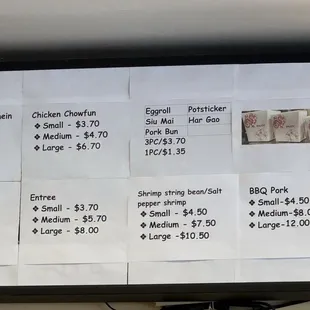 mein
Chicken Chowfun
❖ Small - $3.70
❖ Medium - $4.70
❖ Large - $6.70
Eggroll Potsticker
Siu Mai Har Gao
Pork Bun
3PC/$3.70
1PC/$1.35
Entree
❖ Small - $3.70
❖ Medium - $5.70
❖ Large - $8.00
Shrimp string bean/Salt
pepper shrimp
❖ Small - $4.50
❖ Medium - $7.50
❖ Large -$10.50
BBQ Pork
❖ Small-$4.50
❖ Medium-$8.0
❖ Large-12.00